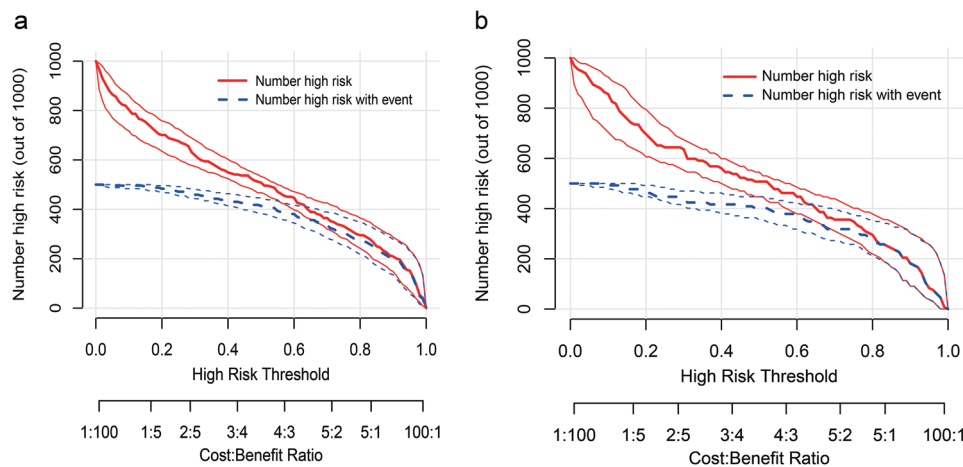 a
Number high risk (out of 1000)
1000
800
600
400
200
0
Number high risk
Number high risk with event
0.0 0.2 0.4 0.6 0.8 1.0
High Risk Threshold
1:100 1:5 2:5 3:4 4:3 5:2 5:1 100:1
Cost:Benefit Ratio
b
Number high risk (out of 1000)
1000
800
600
400
200
0
Number high risk
Number high risk with event
0.0 0.2 0.4 0.6 0.8 1.0
High Risk Threshold
1:100 1:5 2:5 3:4 4:3 5:2 5:1 100:1
Cost:Benefit Ratio